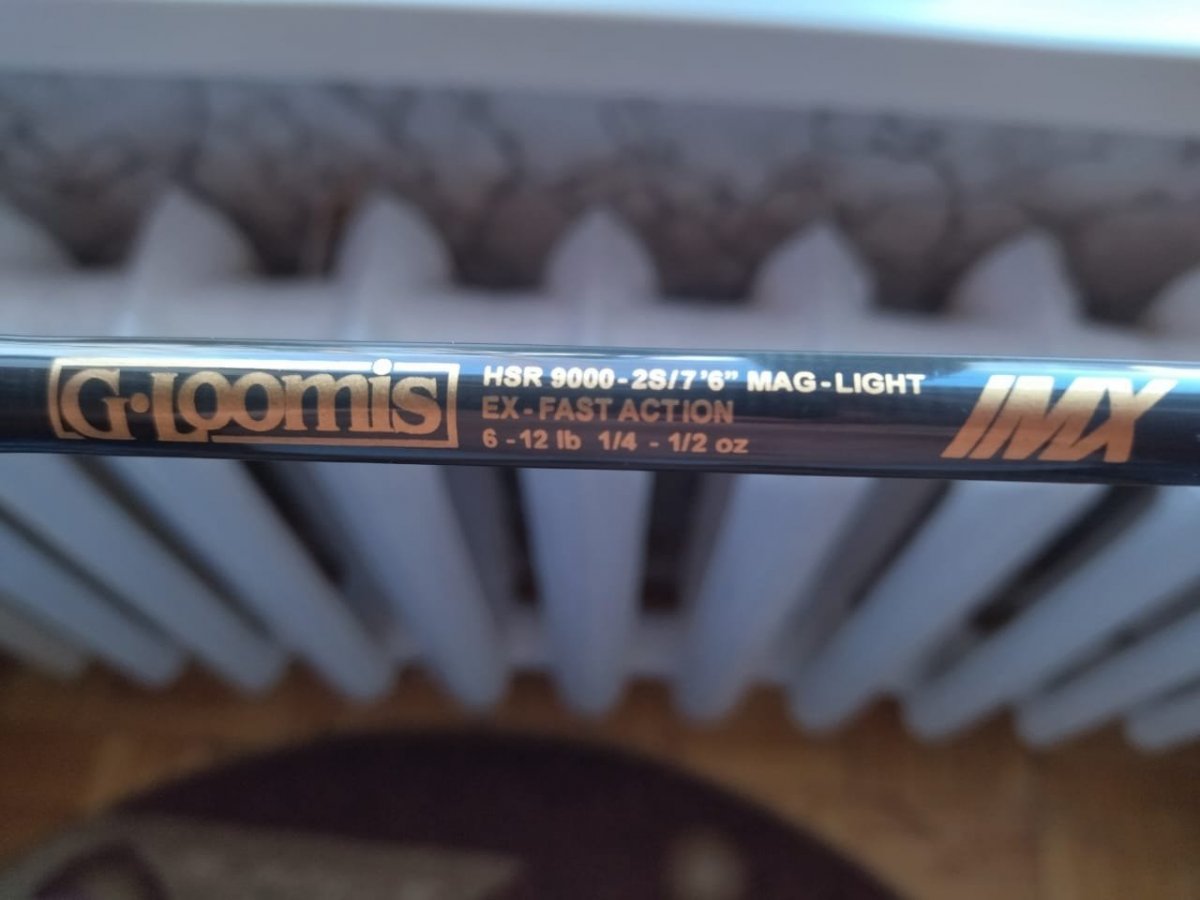 G·Loomis
HSR 9000-2S/7'6" MAG-LIGHT
EX-FAST ACTION
6-12 lb 1/4 - 1/2 oz
IMX